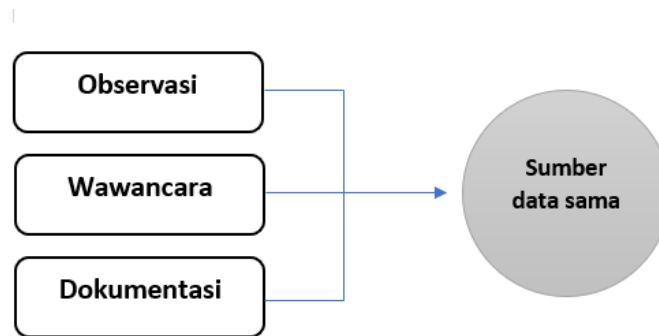 Observasi
Wawancara
Dokumentasi
Sumber
data sama